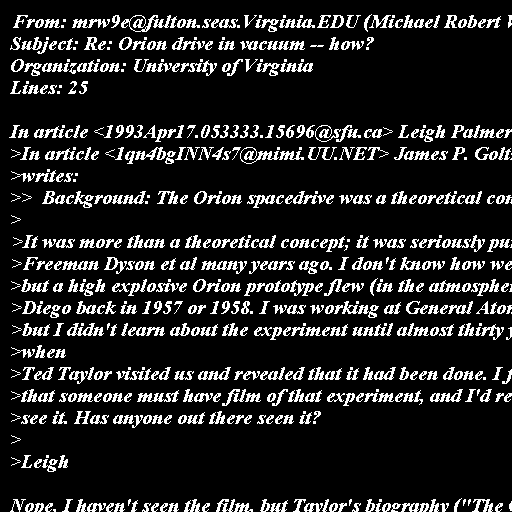 From: mrw9e@fulton.seas.Virginia.EDU (Michael Robert
Subject: Re: Orion drive in vacuum -- how?
Organization: University of Virginia
Lines: 25

In article <1993Apr17.053333.15696@sfu.ca> Leigh Palmer
>In article <1qn4bgINN4s7@mimi.UU.NET> James P. Golt
>writes:
>>  Background: The Orion spacedrive was a theoretical con
>
>It was more than a theoretical concept; it was seriously pu
>Freeman Dyson et al many years ago. I don't know how we
>but a high explosive Orion prototype flew (in the atmosphe
>Diego back in 1957 or 1958. I was working at General Ato
>but I didn't learn about the experiment until almost thirty
>when
>Ted Taylor visited us and revealed that it had been done. I f
>that someone must have film of that experiment, and I'd re
>see it. Has anyone out there seen it?
>
>Leigh

Nope, I haven't seen the film, but Taylor's biography ("The